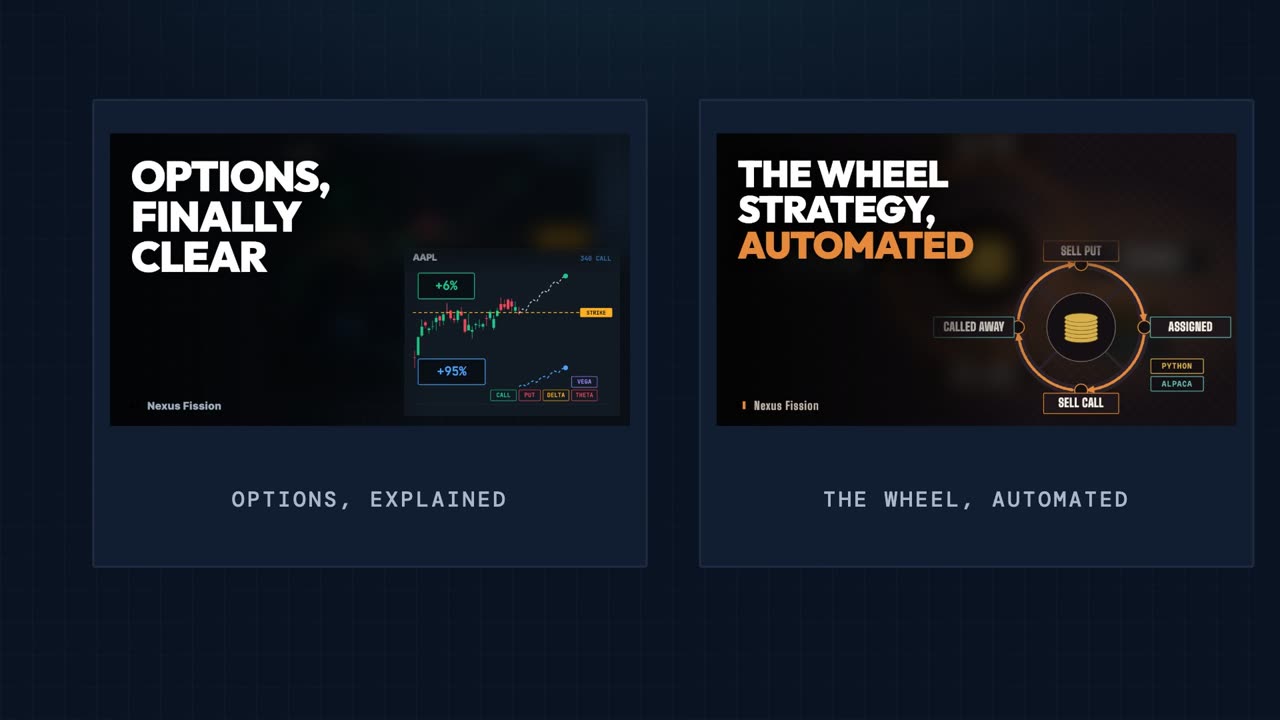 OPTIONS,
FINALLY
CLEAR
AAPL
340 CALL
+6%
STRIKE
+95%
VEGA
CALL
PUT
DELTA
THETA
Nexus Fission
OPTIONS, EXPLAINED
THE WHEEL
STRATEGY,
AUTOMATED
SELL PUT
CALLED AWAY
ASSIGNED
PYTHON
ALPACA
SELL CALL
Nexus Fission
THE WHEEL, AUTOMATED